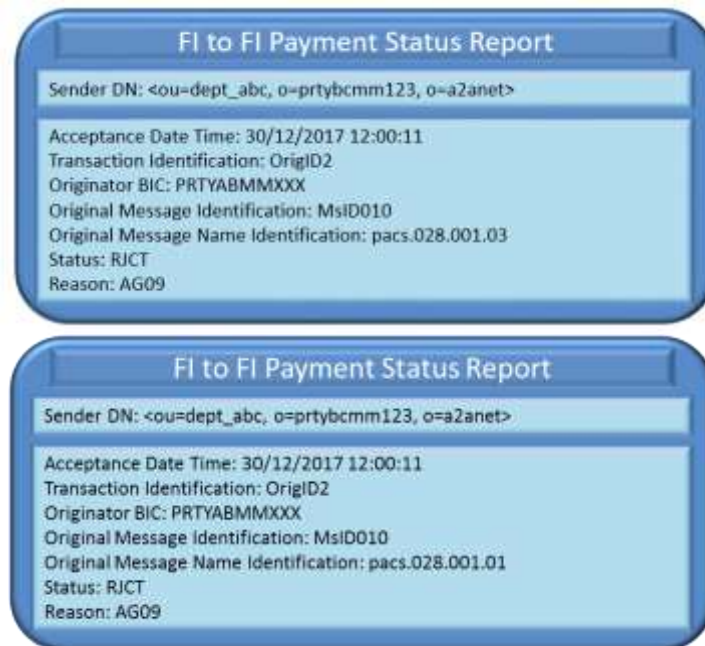 FI to FI Payment Status Report
Sender DN: <ou=dept_abc, o=prtybcmm123, o=a2anet>
Acceptance Date Time: 30/12/2017 12:00:11
Transaction Identification: OrigID2
Originator BIC: PRTYABMMXXX
Original Message Identification: MsID010
Original Message Name Identification: pacs.028.001.03
Status: RJCT
Reason: AG09
FI to FI Payment Status Report
Sender DN: <ou=dept_abc, o=prtybcmm123, o=a2anet>
Acceptance Date Time: 30/12/2017 12:00:11
Transaction Identification: OrigID2
Originator BIC: PRTYABMMXXX
Original Message Identification: MsID010
Original Message Name Identification: pacs.028.001.01
Status: RJCT
Reason: AG09